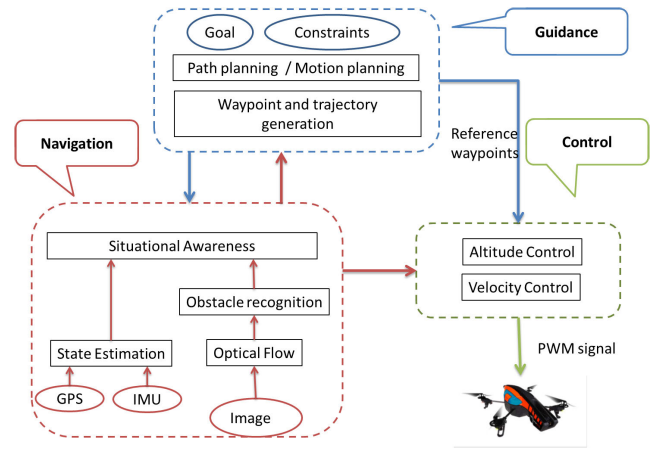 Goal
Constraints
Guidance
Path planning / Motion planning
Waypoint and trajectory
generation
Navigation
Reference
waypoints
Control
Situational Awareness
Altitude Control
Obstacle recognition
Velocity Control
State Estimation
Optical Flow
PWM signal
GPS
IMU
Image